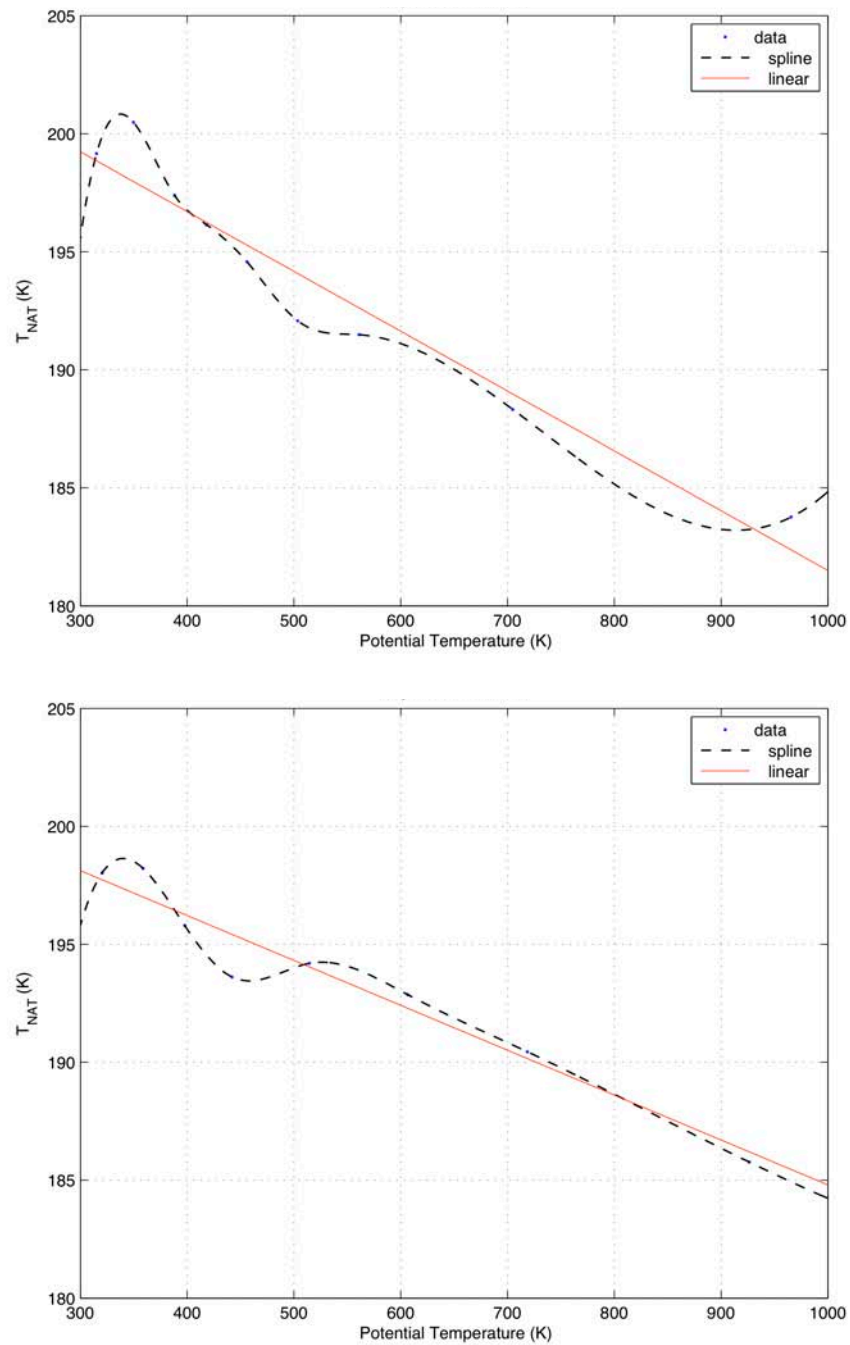 205
200
195
190
185
180
T_NAT (K)
data
spline
linear
300 400 500 600 700 800 900 1000
Potential Temperature (K)
205
200
195
190
185
180
T_NAT (K)
data
spline
linear
300 400 500 600 700 800 900 1000
Potential Temperature (K)